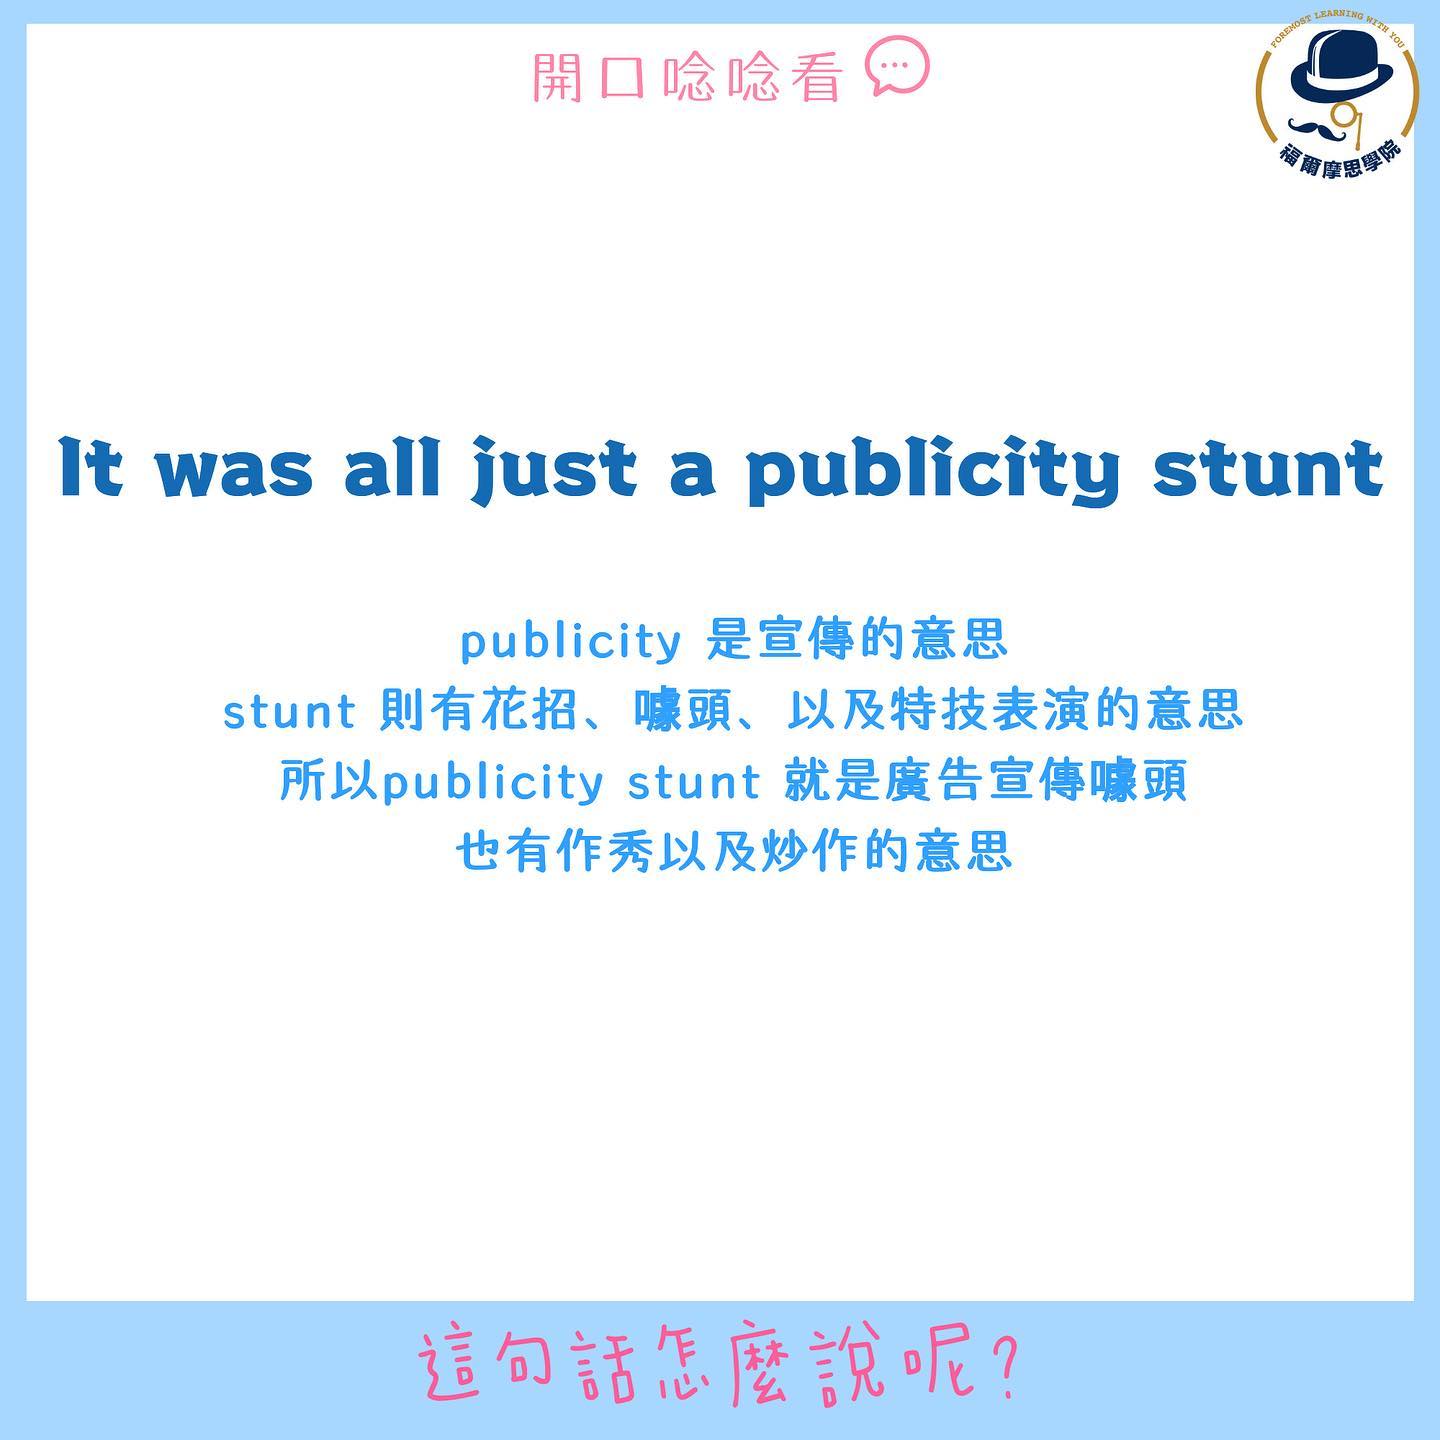 FOREMOST LEARNING WITH YOU
福爾摩思學院
開口唸唸看
It was all just a publicity stunt
publicity 是宣傳的意思
stunt 則有花招、噱頭、以及特技表演的意思
所以publicity stunt 就是廣告宣傳噱頭
也有作秀以及炒作的意思
這句話怎麼說呢?